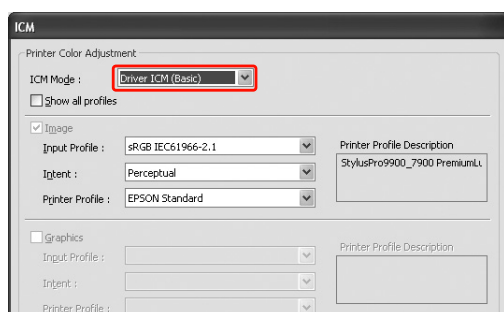 ICM
Printer Color Adjustment
ICM Mode :
Driver ICM (Basic)
Show all profiles
Image
Input Profile :
sRGB IEC61966-2.1
Printer Profile Description
Intent :
Perceptual
StylusPro9900_7900 PremiumLu
Printer Profile :
EPSON Standard
Graphics
Input Profile :
Printer Profile Description
Intent :
Printer Profile :